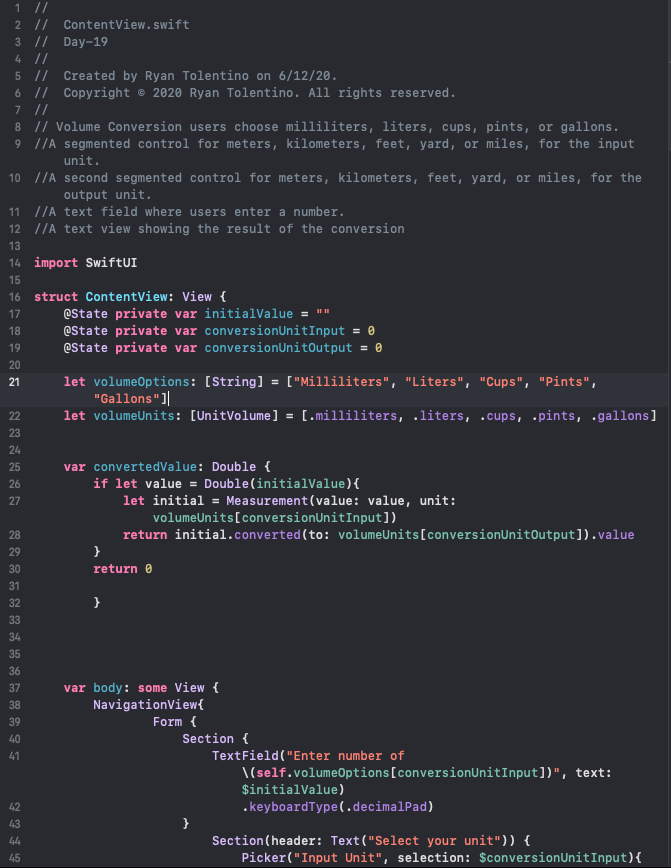 1 //
2 //  ContentView.swift
3 //  Day-19
4 //
5 //  Created by Ryan Tolentino on 6/12/20.
6 //  Copyright © 2020 Ryan Tolentino. All rights reserved.
7 //
8 // Volume Conversion users choose milliliters, liters, cups, pints, or gallons.
9 //A segmented control for meters, kilometers, feet, yard, or miles, for the input
unit.
10 //A second segmented control for meters, kilometers, feet, yard, or miles, for the
output unit.
11 //A text field where users enter a number.
12 //A text view showing the result of the conversion
13
14 import SwiftUI
15
16 struct ContentView: View {
17     @State private var initialValue = ""
18     @State private var conversionUnitInput = 0
19     @State private var conversionUnitOutput = 0
20
21     let volumeOptions: [String] = ["Milliliters", "Liters", "Cups", "Pints",
"Gallons"]
22     let volumeUnits: [UnitVolume] = [.milliliters, .liters, .cups, .pints, .gallons]
23
24
25     var convertedValue: Double {
26         if let value = Double(initialValue){
27             let initial = Measurement(value: value, unit:
volumeUnits[conversionUnitInput])
28             return initial.converted(to: volumeUnits[conversionUnitOutput]).value
29         }
30         return 0
31
32         }
33
34
35
36
37     var body: some View {
38         NavigationView{
39                 Form {
40                     Section {
41                         TextField("Enter number of
\(self.volumeOptions[conversionUnitInput])", text:
$initialValue)
42                             .keyboardType(.decimalPad)
43                     }
44                         Section(header: Text("Select your unit")) {
45                             Picker("Input Unit", selection: $conversionUnitInput){